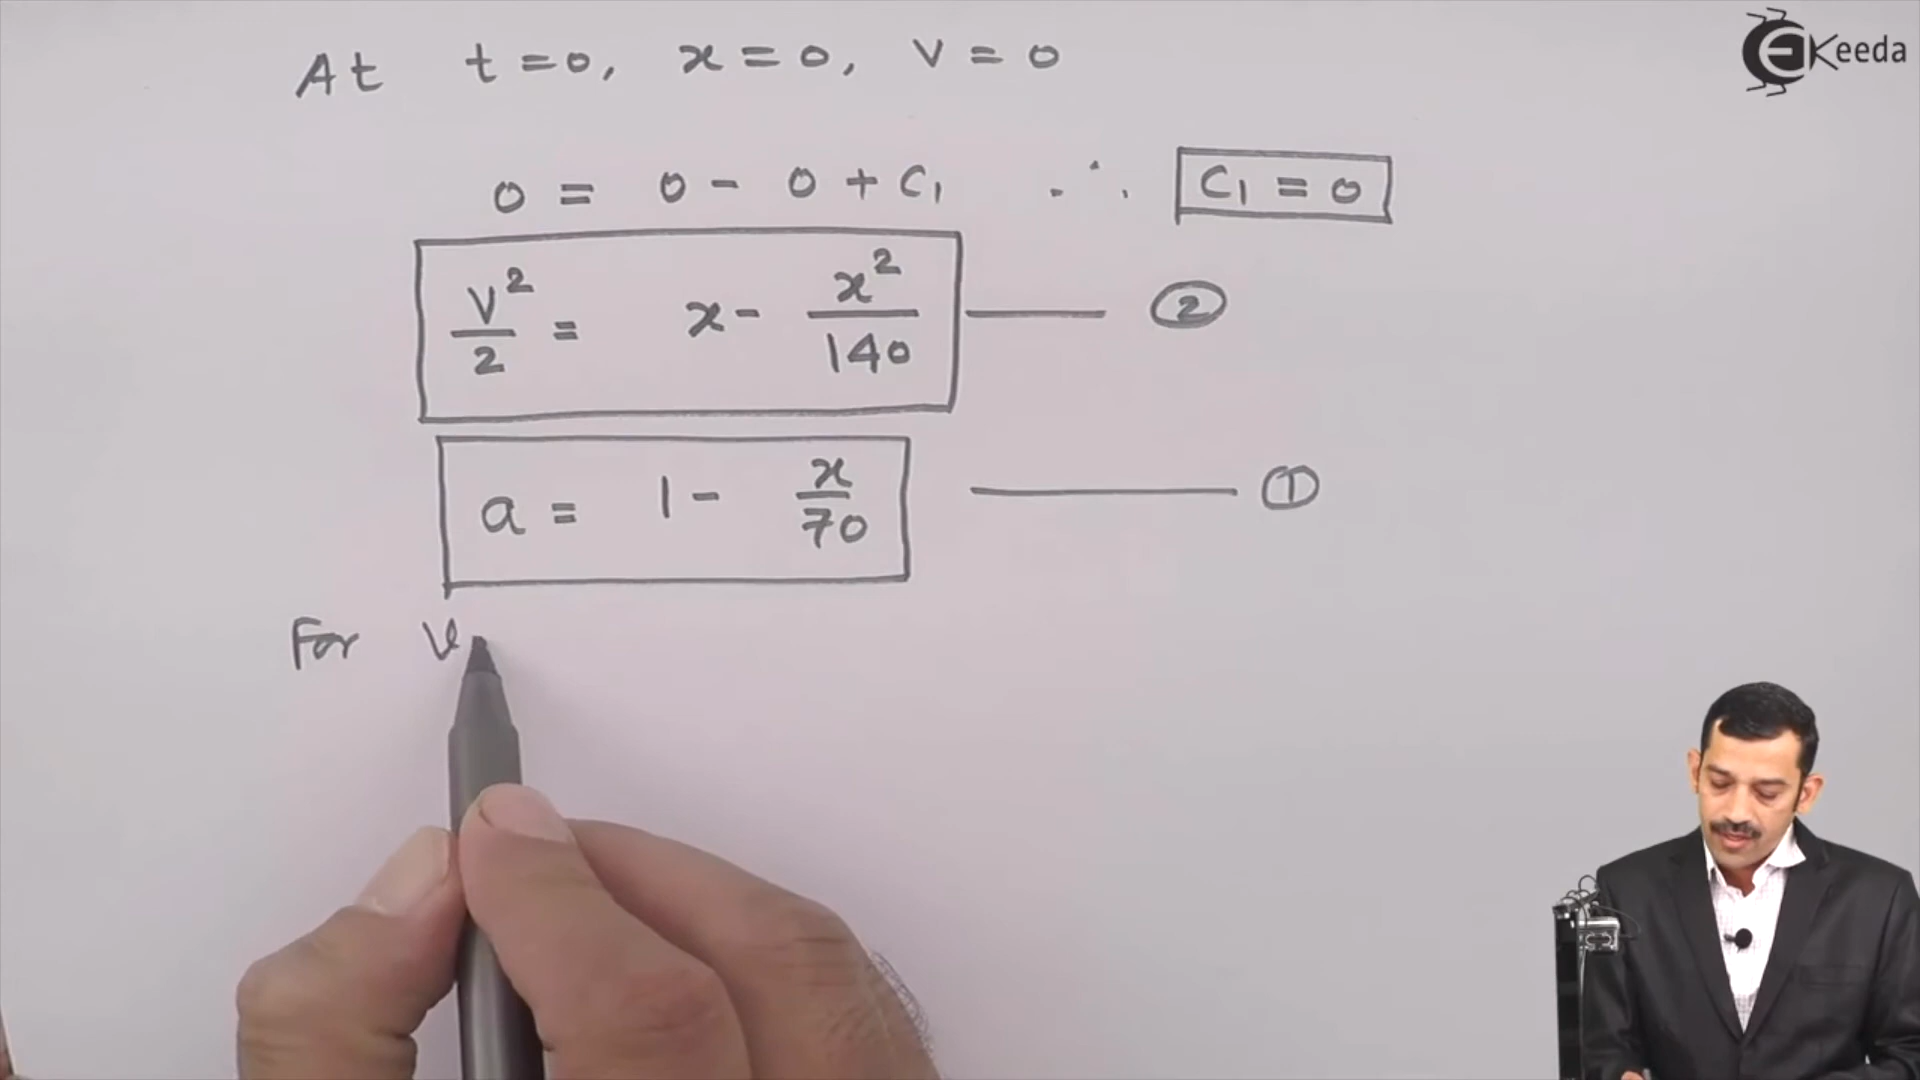 EKeeda
At t=0, x=0, v=0
0 = 0 - 0 + C₁ ∴ C₁ = 0
v²/2 = x - x²/140 ——— ②
a = 1 - x/70 ——— ①
For